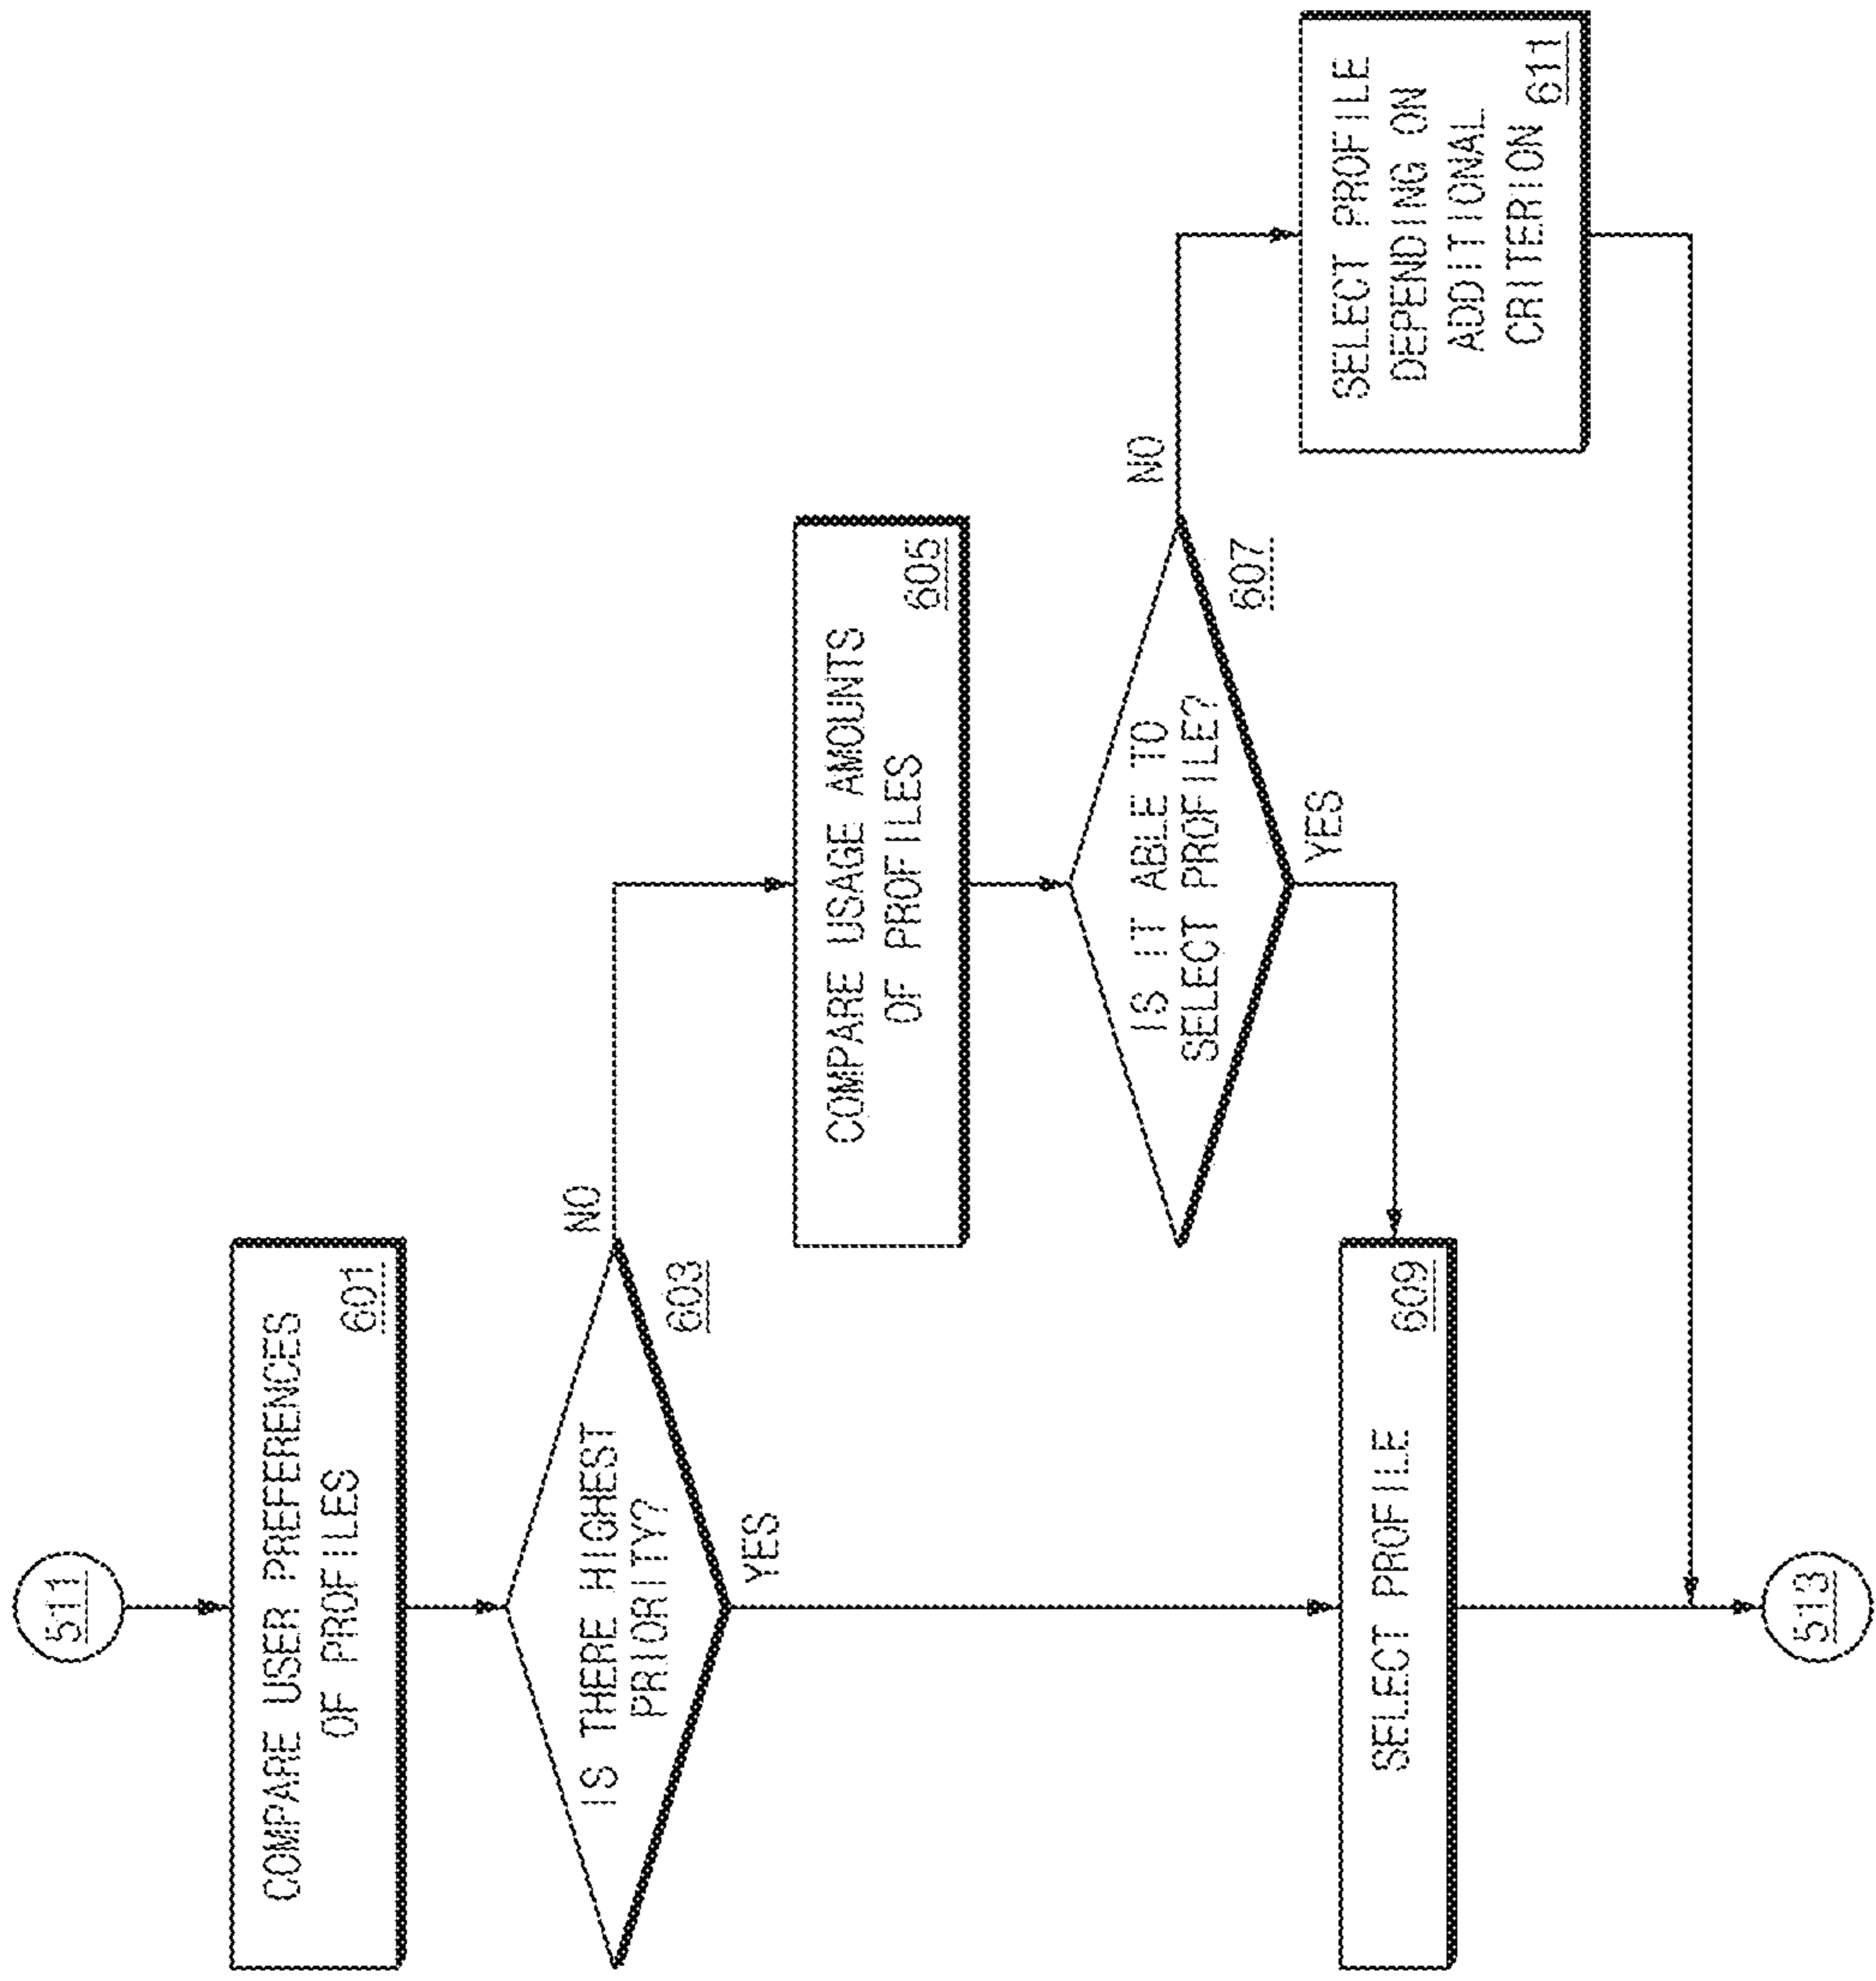 511
COMPARE USER PREFERENCES
OF PROFILES
601
IS THERE HIGHEST
PRIORITY?
603
NO
YES
COMPARE USAGE AMOUNTS
OF PROFILES
605
IS IT ABLE TO
SELECT PROFILE?
607
NO
YES
SELECT PROFILE
609
SELECT PROFILE
DEPENDING ON
ADDITIONAL
CRITERION 611
513